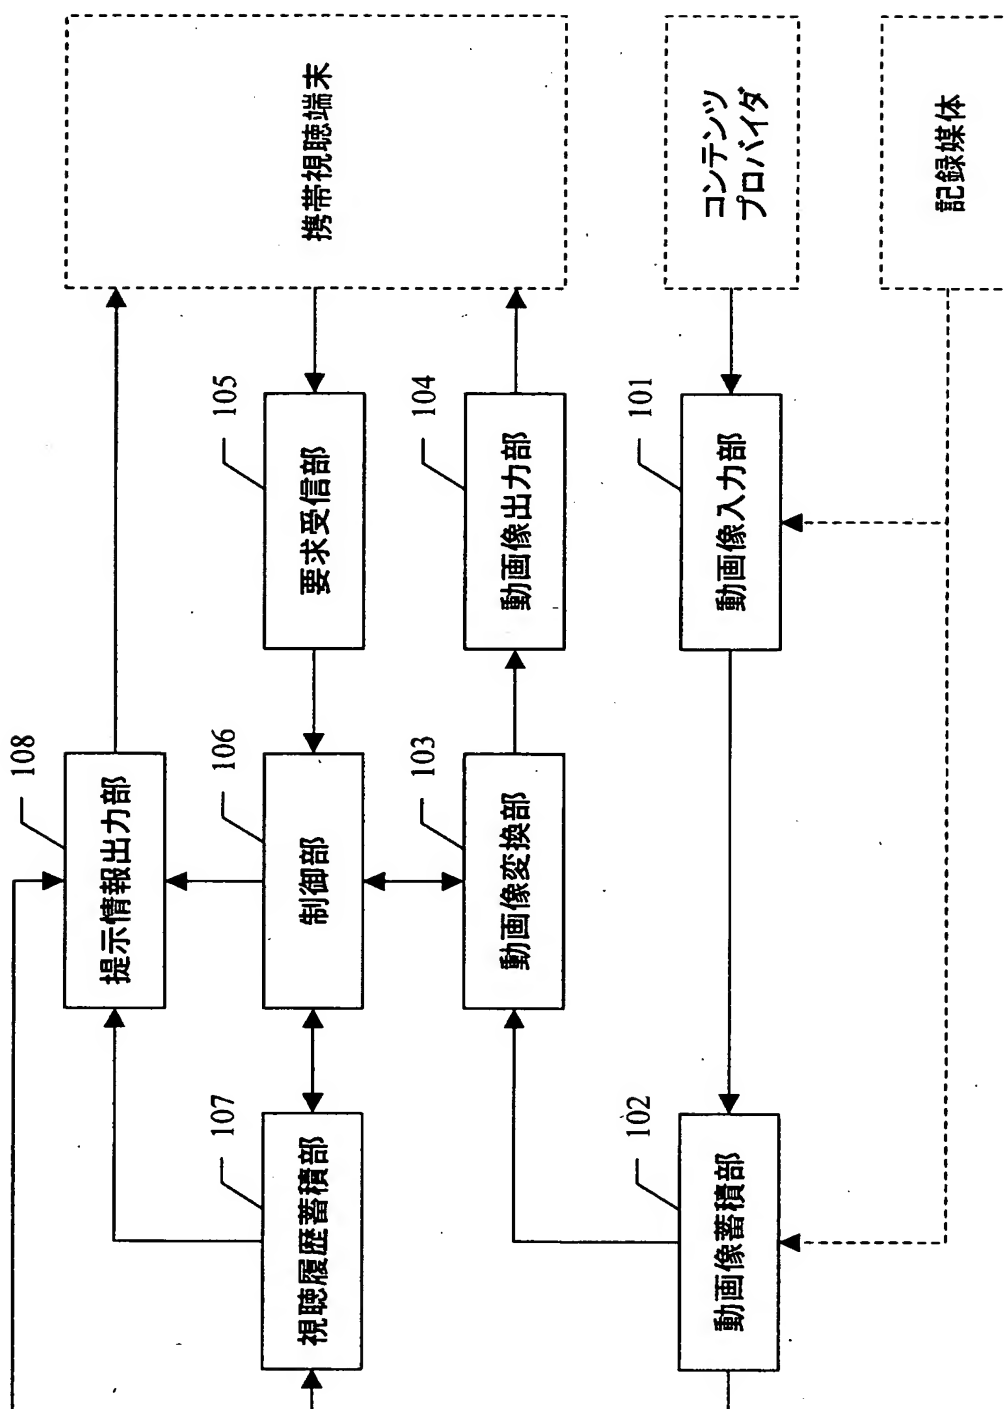 108
提示情報出力部
107
視聴履歴蓄積部
106
制御部
105
要求受信部
携帯視聴端末
103
動画像変換部
104
動画像出力部
102
動画像蓄積部
101
動画像入力部
コンテンツ
プロバイダ
記録媒体